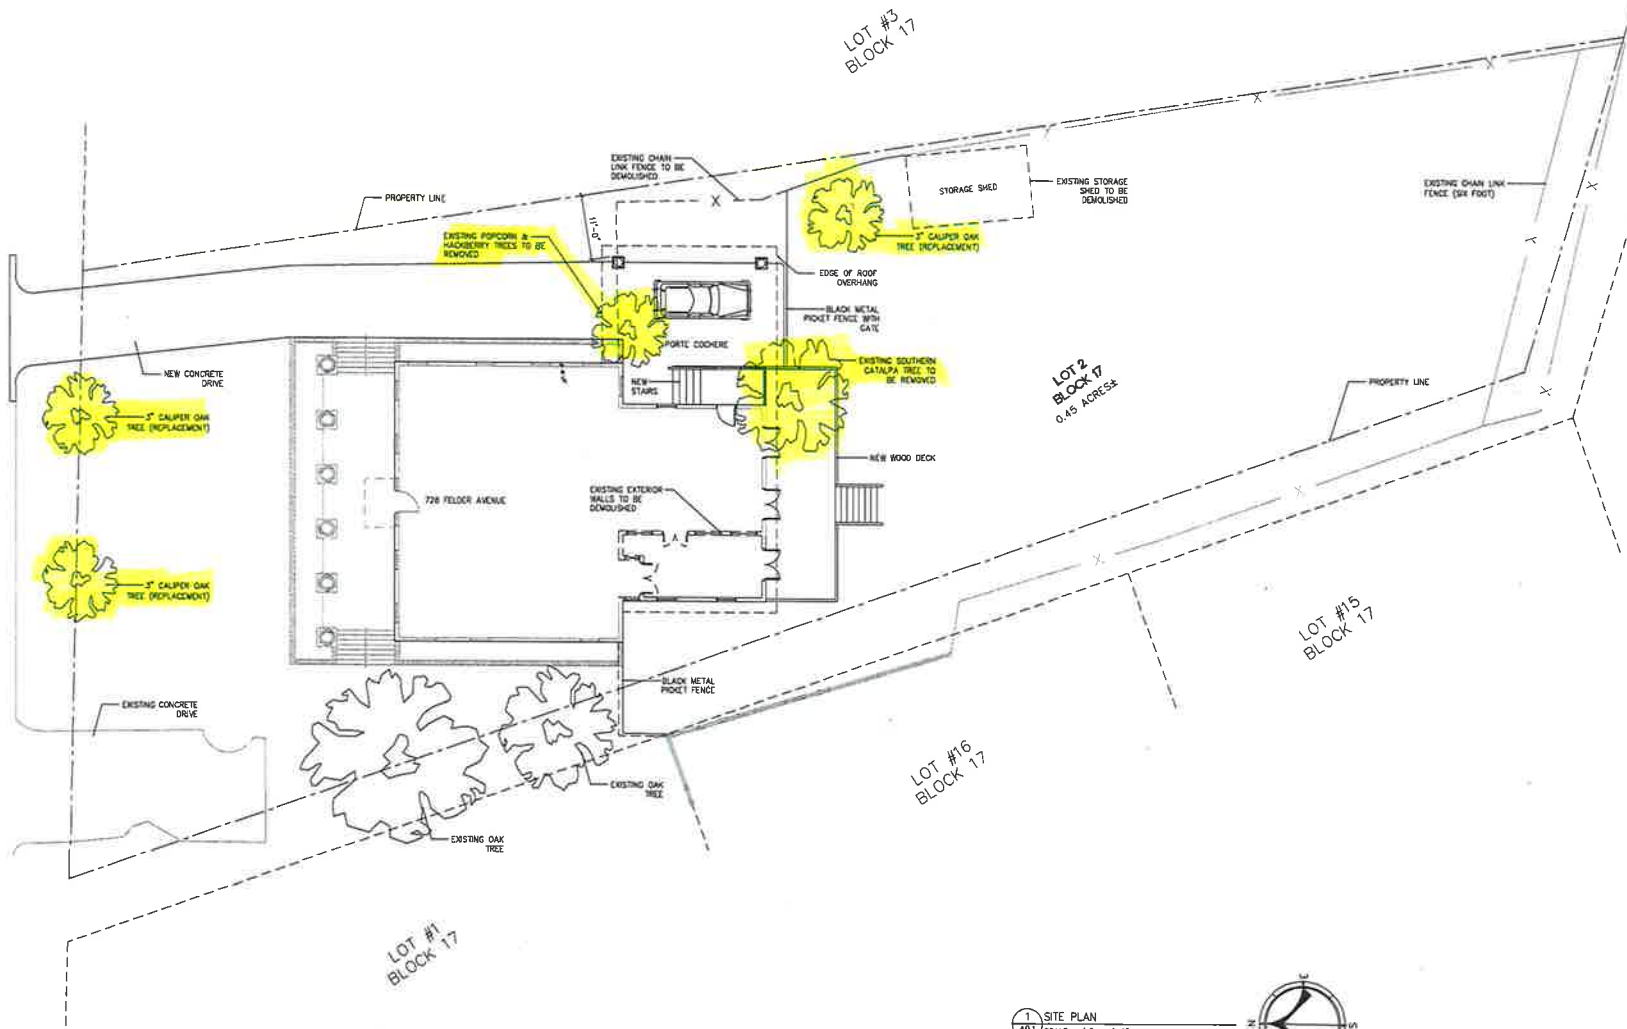 LOT #3
BLOCK 17
EXISTING CHAIN
LINK FENCE TO BE
DEMOLISHED
PROPERTY LINE
X
X
X
STORAGE SHED
EXISTING STORAGE
SHED TO BE
DEMOLISHED
EXISTING CHAIN LINK
FENCE (SIX FOOT)
X
11'-0"
EXISTING POPCORN &
HACKBERRY TREES TO BE
REMOVED
3" CALIPER OAK
TREE (REPLACEMENT)
EDGE OF ROOF
OVERHANG
BLACK METAL
PICKET FENCE WITH
GATE
PORTE COCHERE
EXISTING SOUTHERN
CATALPA TREE TO
BE REMOVED
NEW CONCRETE
DRIVE
NEW
STAIRS
LOT 2
BLOCK 17
0.45 ACRES±
PROPERTY LINE
X
3" CALIPER OAK
TREE (REPLACEMENT)
NEW WOOD DECK
726 FELDER AVENUE
EXISTING EXTERIOR
WALLS TO BE
DEMOLISHED
X
X
3" CALIPER OAK
TREE (REPLACEMENT)
LOT #15
BLOCK 17
BLACK METAL
PICKET FENCE
EXISTING CONCRETE
DRIVE
LOT #16
BLOCK 17
EXISTING OAK
TREE
EXISTING OAK
TREE
LOT #1
BLOCK 17
1 SITE PLAN
E
N
S